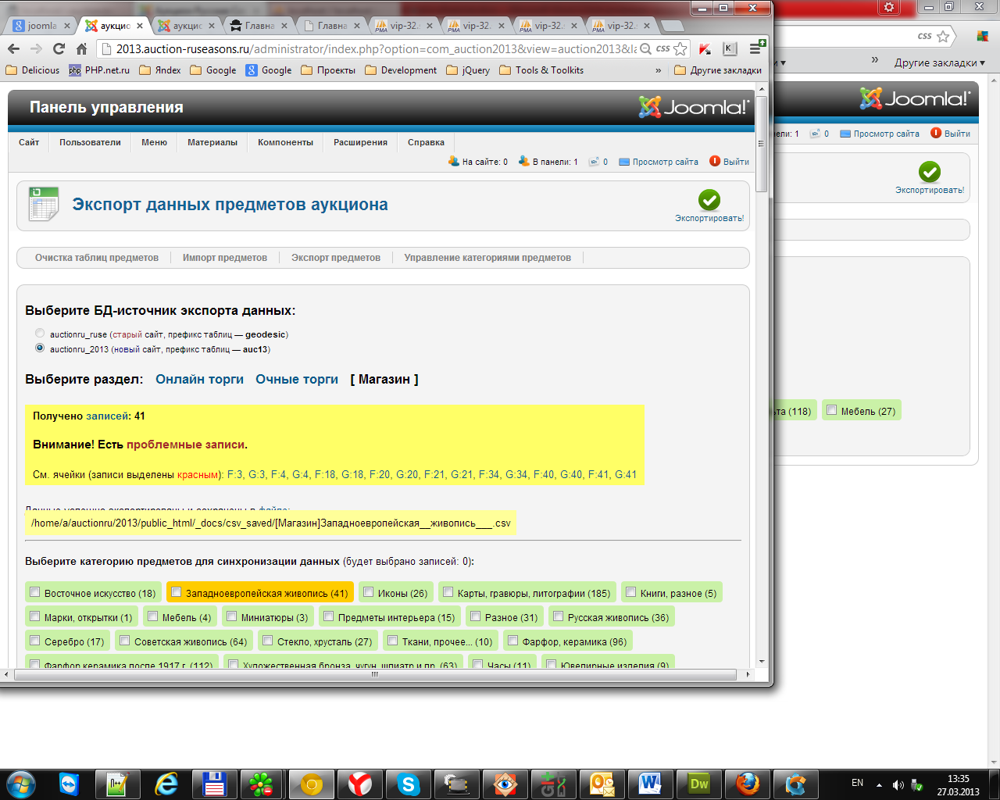 joomla
аукцио
аукцис
Главна
Главна
vip-32.
vip-32.
vip-32.
vip-32.
2013.auction-ruseasons.ru/administrator/index.php?option=com_auction2013&view=auction2013&la
css
K
Delicious
PHP.net.ru
Яndex
Google
Google
Проекты
Development
jQuery
Tools & Toolkits
»
Другие закладки
css
»
Другие закладки
Панель управления
Joomla!
Joomla!
Сайт
Пользователи
Меню
Материалы
Компоненты
Расширения
Справка
На сайте: 0
В панели: 1
0
Просмотр сайта
Выйти
нели: 1
0
Просмотр сайта
Выйти
Экспорт данных предметов аукциона
Экспортировать!
Экспортировать!
Очистка таблиц предметов
Импорт предметов
Экспорт предметов
Управление категориями предметов
Выберите БД-источник экспорта данных:
auctionru_ruse (старый сайт, префикс таблиц — geodesic)
auctionru_2013 (новый сайт, префикс таблиц — auc13)
Выберите раздел: Онлайн торги Очные торги [ Магазин ]
Получено записей: 41
Внимание! Есть проблемные записи.
См. ячейки (записи выделены красным): F:3, G:3, F:4, G:4, F:18, G:18, F:20, G:20, F:21, G:21, F:34, G:34, F:40, G:40, F:41, G:41
Данные успешно экспортированы и сохранены в файле:
/home/a/auctionru/2013/public_html/_docs/csv_saved/[Магазин]Западноевропейская__живопись___.csv
Выберите категорию предметов для синхронизации данных (будет выбрано записей: 0):
Восточное искусство (18)
Западноевропейская живопись (41)
Иконы (26)
Карты, гравюры, литографии (185)
Книги, разное (5)
Марки, открытки (1)
Мебель (4)
Миниатюры (3)
Предметы интерьера (15)
Разное (31)
Русская живопись (36)
Серебро (17)
Советская живопись (64)
Стекло, хрусталь (27)
Ткани, прочее... (10)
Фарфор, керамика (96)
Фарфор керамика после 1917 г. (112)
Художественная бронза, чугун, шпиатр и пр. (63)
Часы (11)
Ювелирные изделия (9)
ьта (118)
Мебель (27)
EN
13:35
27.03.2013